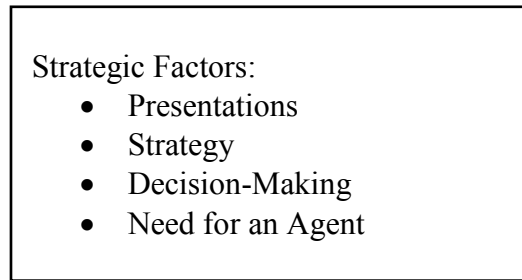 Strategic Factors:
• Presentations
• Strategy
• Decision-Making
• Need for an Agent